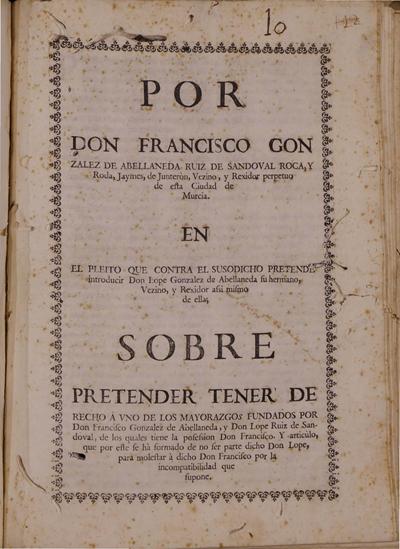 10
POR
DON FRANCISCO GON
ZALEZ DE ABELLANEDA RUIZ DE SANDOVAL ROCA, Y
Roda, Jaymes, de Junteròn, Vezino, y Rexidor perpetuo
de esta Ciudad de
Murcia.
EN
EL PLEITO QUE CONTRA EL SUSODICHO PRETENDE
introducir Don Lope Gonzalez de Abellaneda su hermano,
Vezino, y Rexidor assi mismo
de ella;
SOBRE
PRETENDER TENER DE
RECHO A VNO DE LOS MAYORAZGOS FUNDADOS POR
Don Francisco Gonzalez de Abellaneda, y Don Lope Ruiz de San-
doval, de los quales tiene la possession Don Francisco. Y articulo,
que por este se hà formado de no ser parte dicho Don Lope,
para molestar à dicho Don Francisco por la
incompatibilidad que
supone.